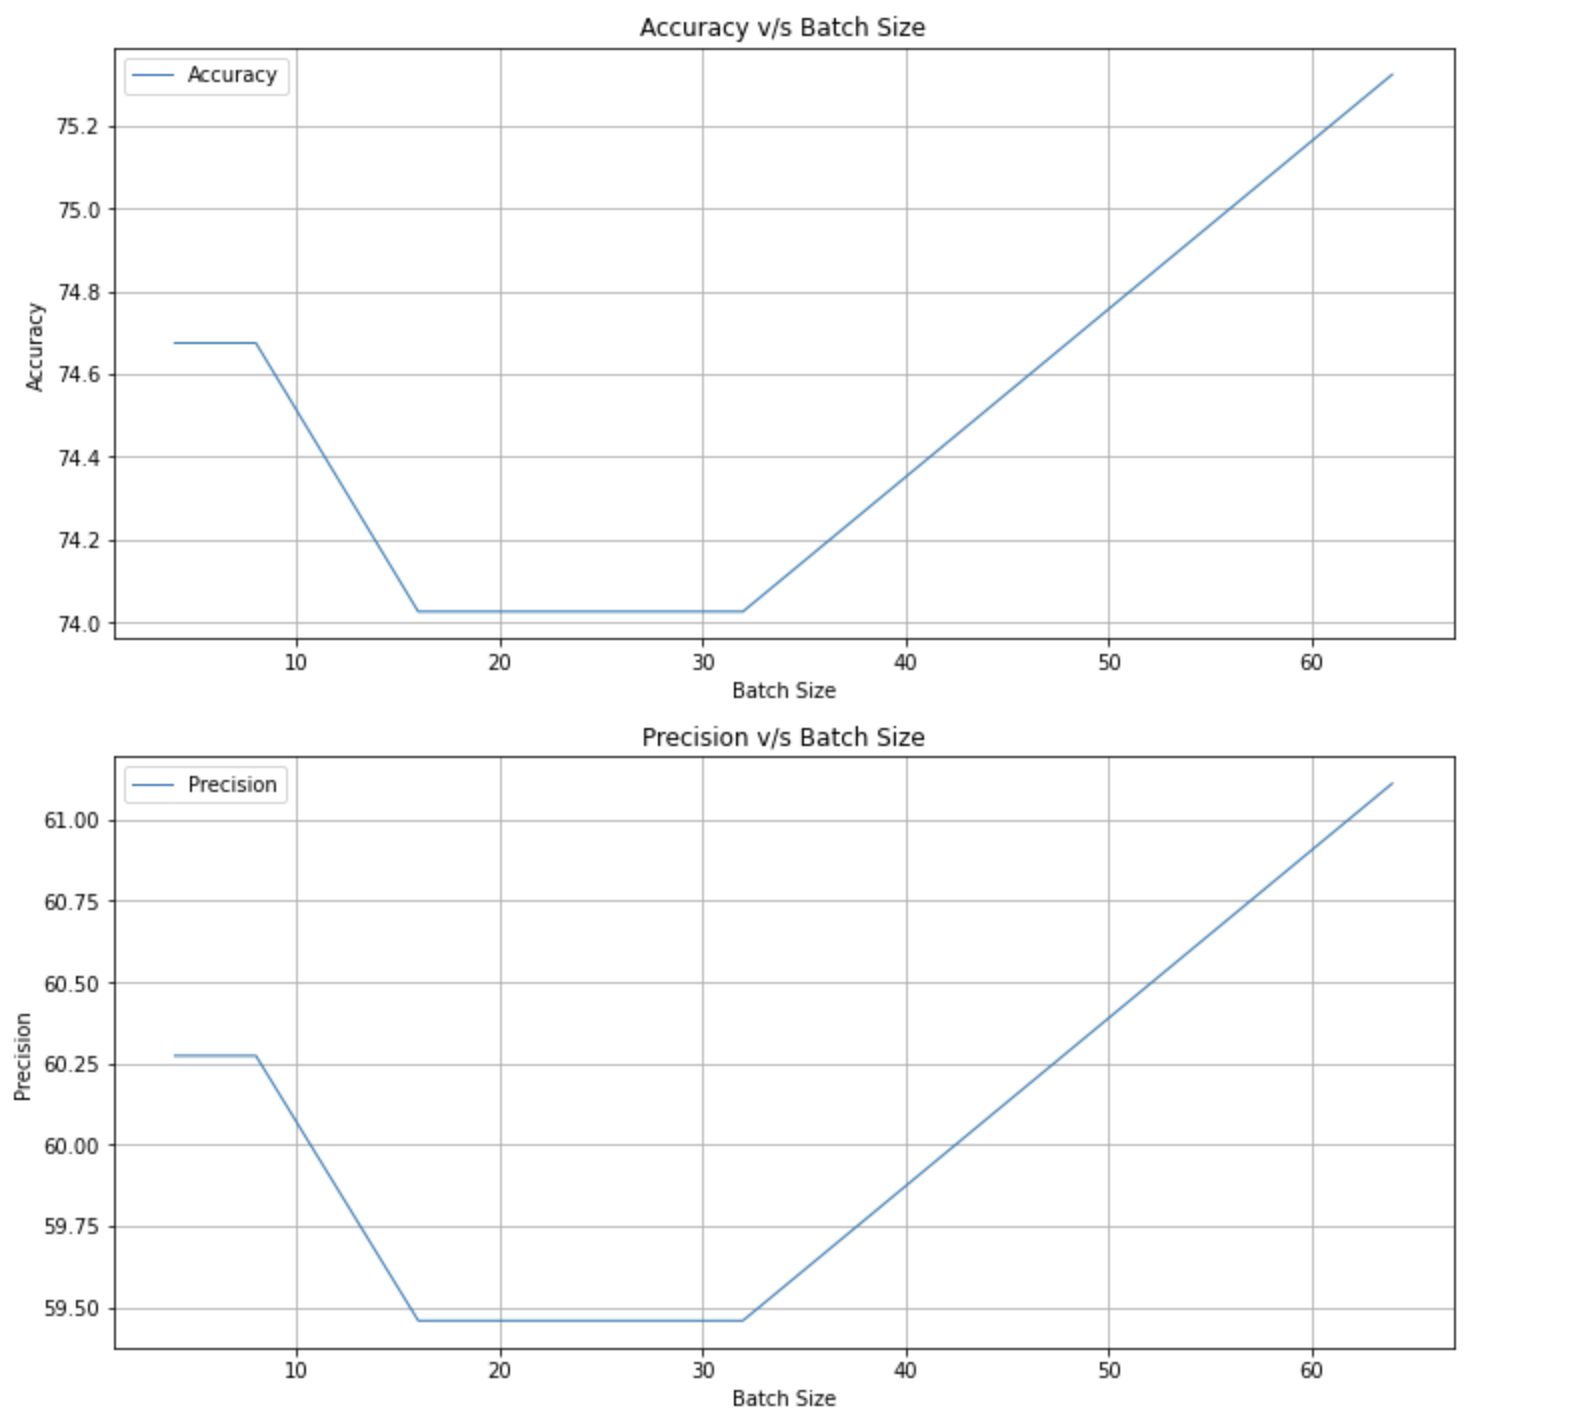 Accuracy v/s Batch Size
Accuracy
75.2
75.0
74.8
74.6
74.4
74.2
74.0
Accuracy
10 20 30 40 50 60
Batch Size
Precision v/s Batch Size
Precision
61.00
60.75
60.50
60.25
60.00
59.75
59.50
Precision
10 20 30 40 50 60
Batch Size